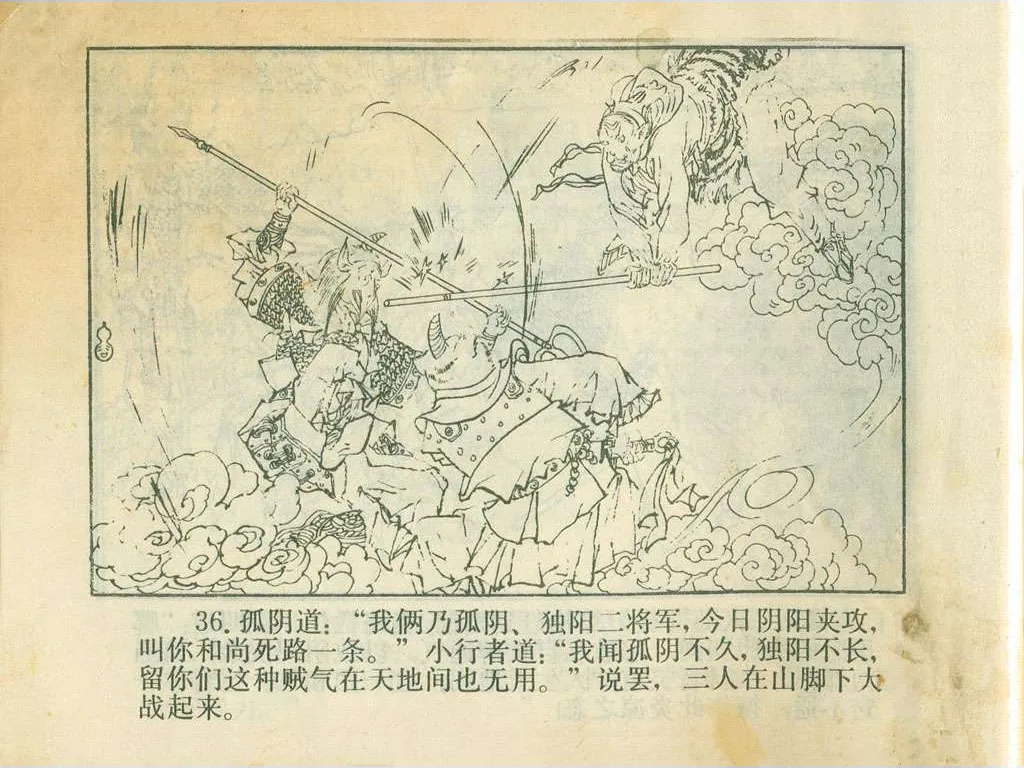 36. 孤阴道：“我俩乃孤阴、独阳二将军，今日阴阳夹攻，
叫你和尚死路一条。” 小行者道：“我闻孤阴不久，独阳不长，
留你们这种贼气在天地间也无用。” 说罢，三人在山脚下大
战起来。